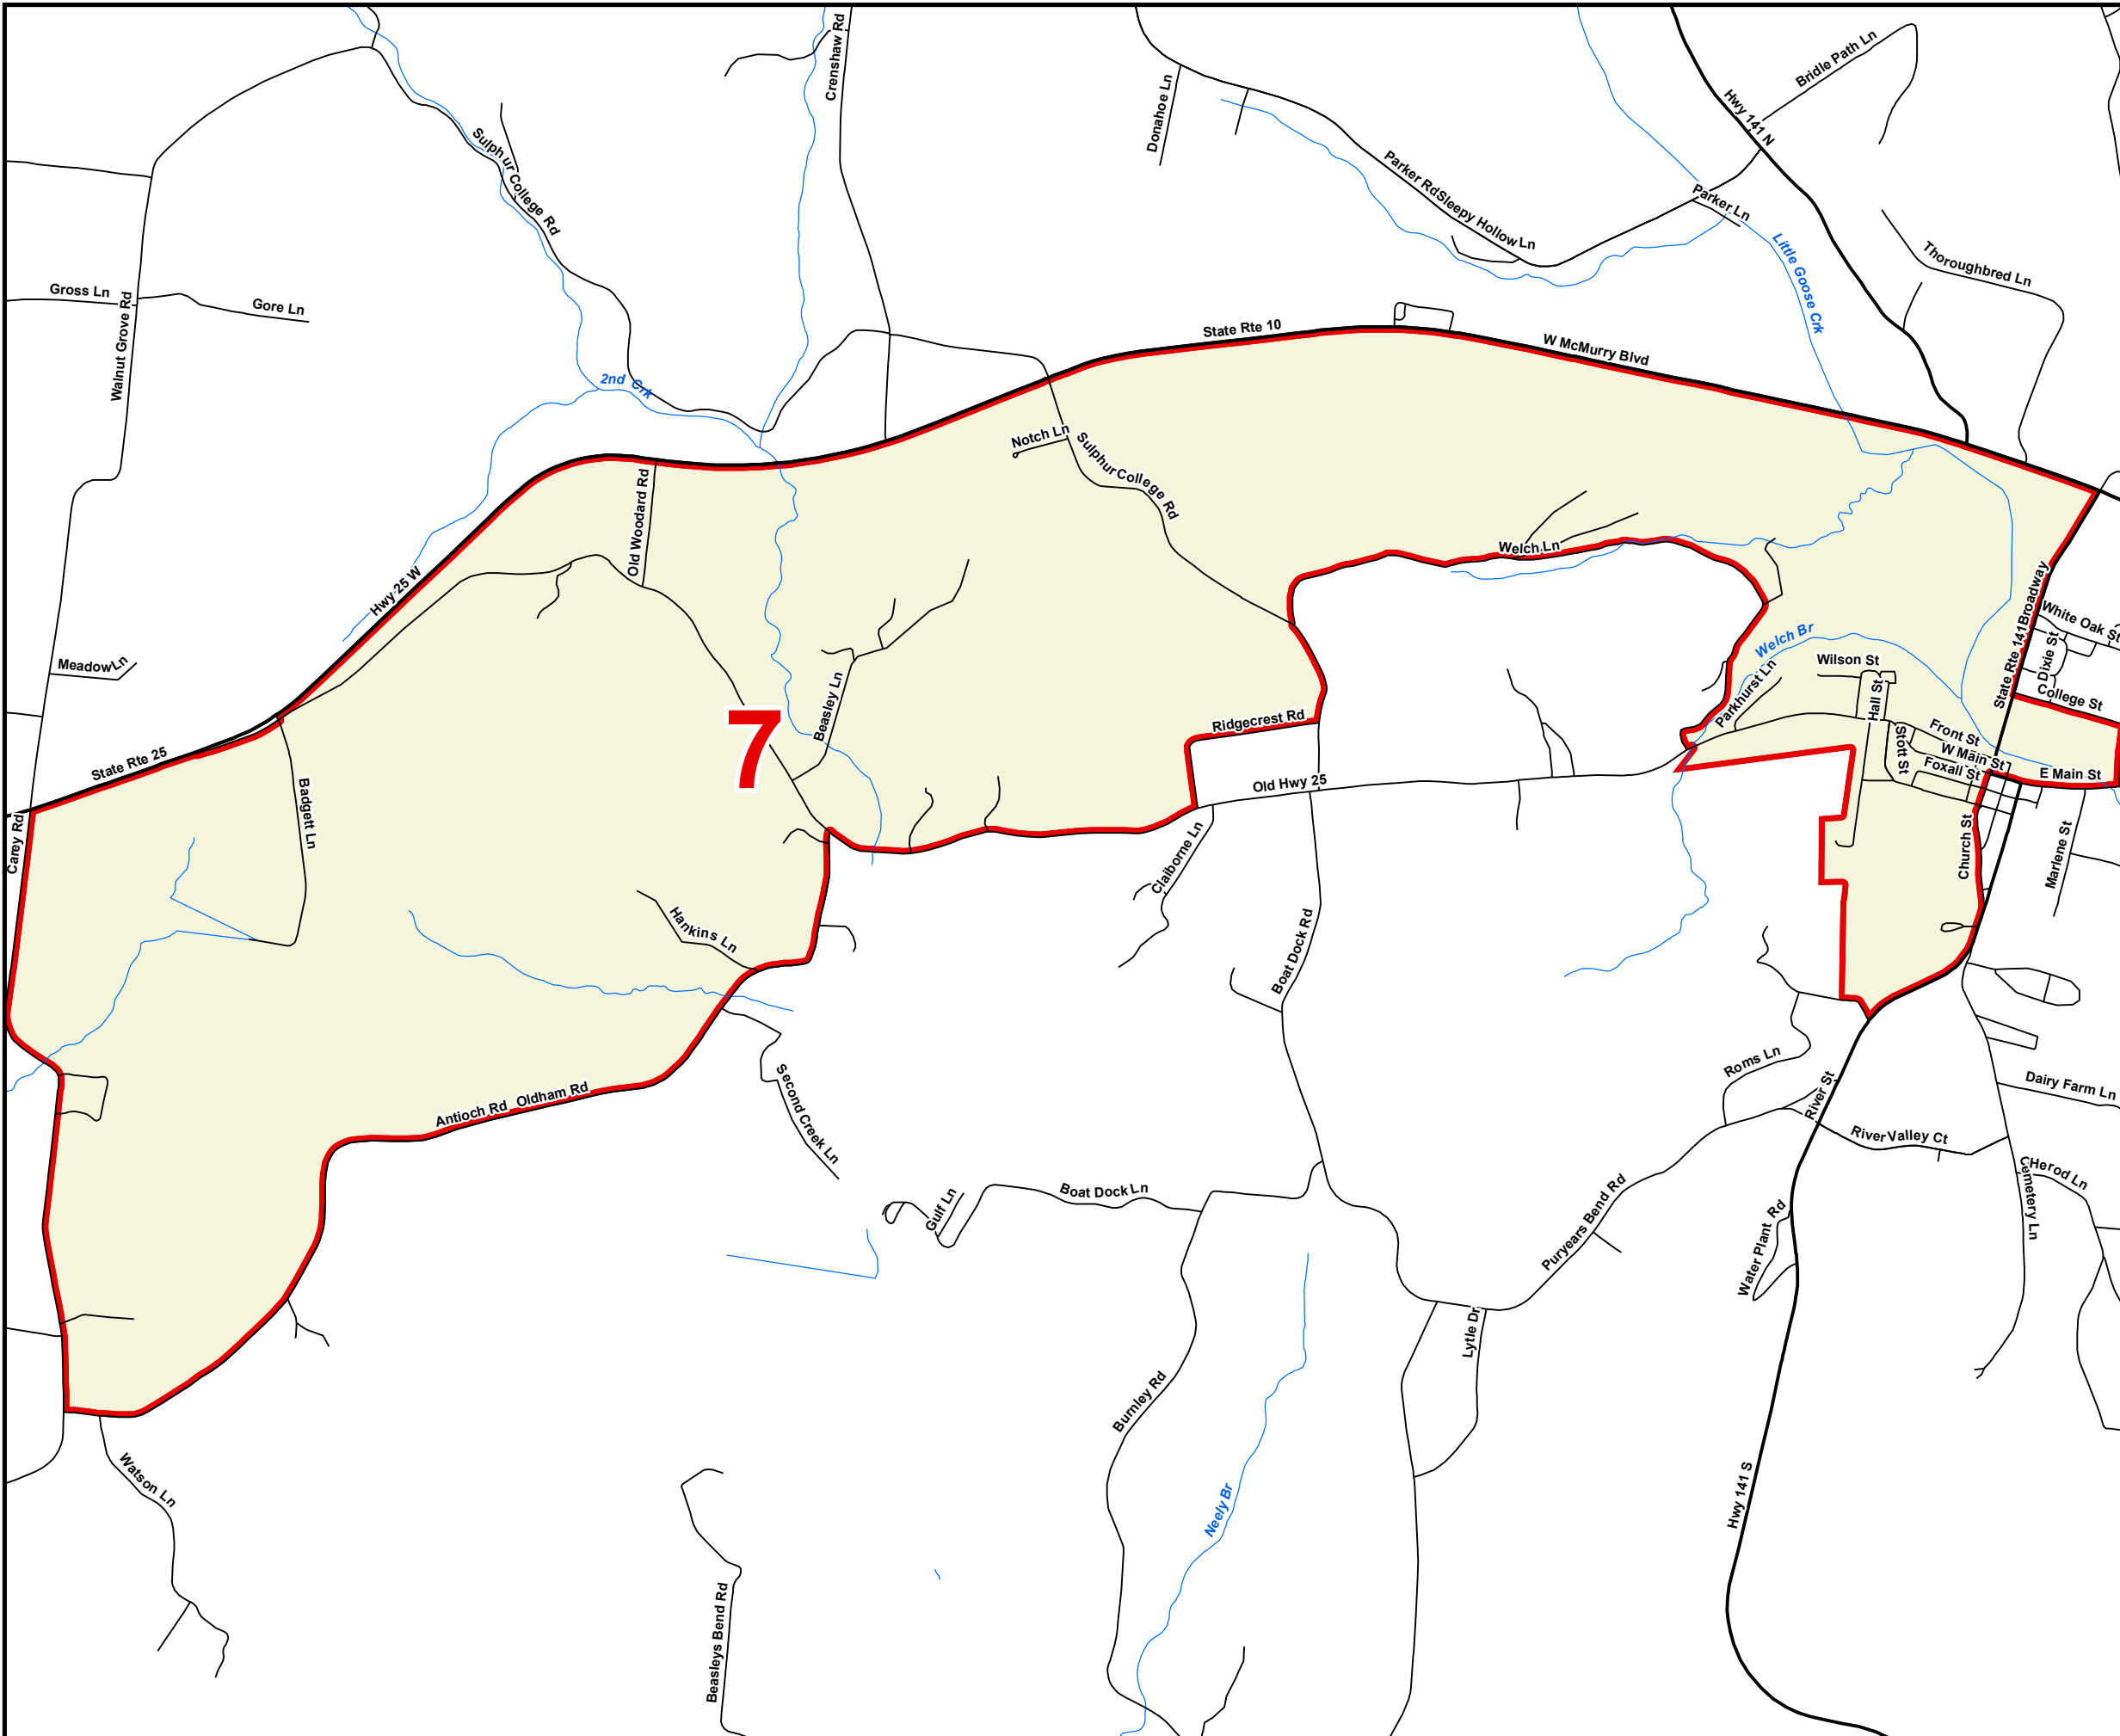 Crenshaw Rd
Bridle Path Ln
Hwy 141 N
Donahoe Ln
Sulphur College Rd
Parker Rd
Sleepy Hollow Ln
Parker Ln
Little Goose Crk
Thoroughbred Ln
Gross Ln
Gore Ln
Walnut Grove Rd
State Rte 10
W McMurry Blvd
2nd Crk
Notch Ln
Sulphur College Rd
Old Woodard Rd
Hwy 25 W
Welch Ln
State Rte 141
Broadway
White Oak St
Dixie St
College St
Welch Br
Wilson St
Parkhurst Ln
Hall St
Meadow Ln
Beasley Ln
7
Ridgecrest Rd
Front St
W Main St
Stott St
Foxall St
E Main St
State Rte 25
Old Hwy 25
Badgett Ln
Carey Rd
Claiborne Ln
Church St
Marlene St
Hankins Ln
Boat Dock Rd
Roms Ln
River St
Dairy Farm Ln
Antioch Rd
Oldham Rd
Second Creek Ln
River Valley Ct
Herod Ln
Cemetery Ln
Boat Dock Ln
Gulf Ln
Puryears Bend Rd
Water Plant Rd
Lytle Dr
Burnley Rd
Watson Ln
Neely Br
Hwy 141 S
Beasleys Bend Rd